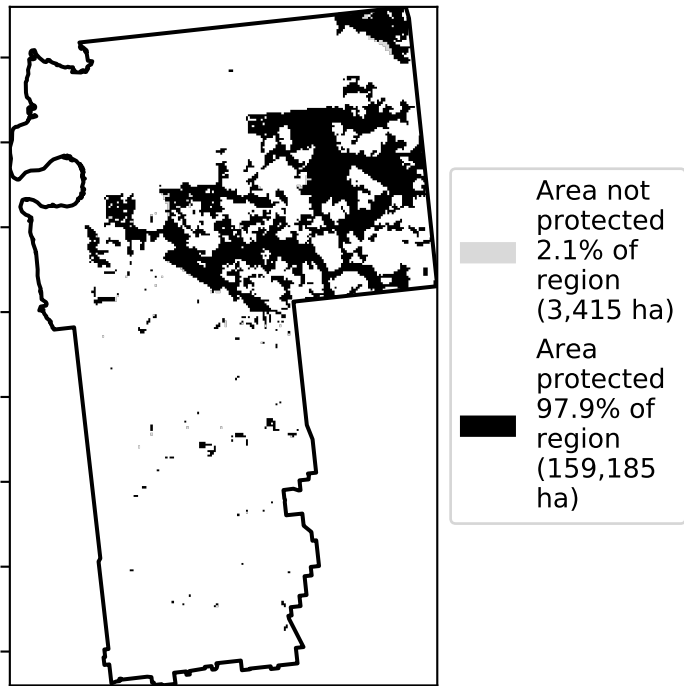 Area not
protected
2.1% of
region
(3,415 ha)
Area
protected
97.9% of
region
(159,185
ha)